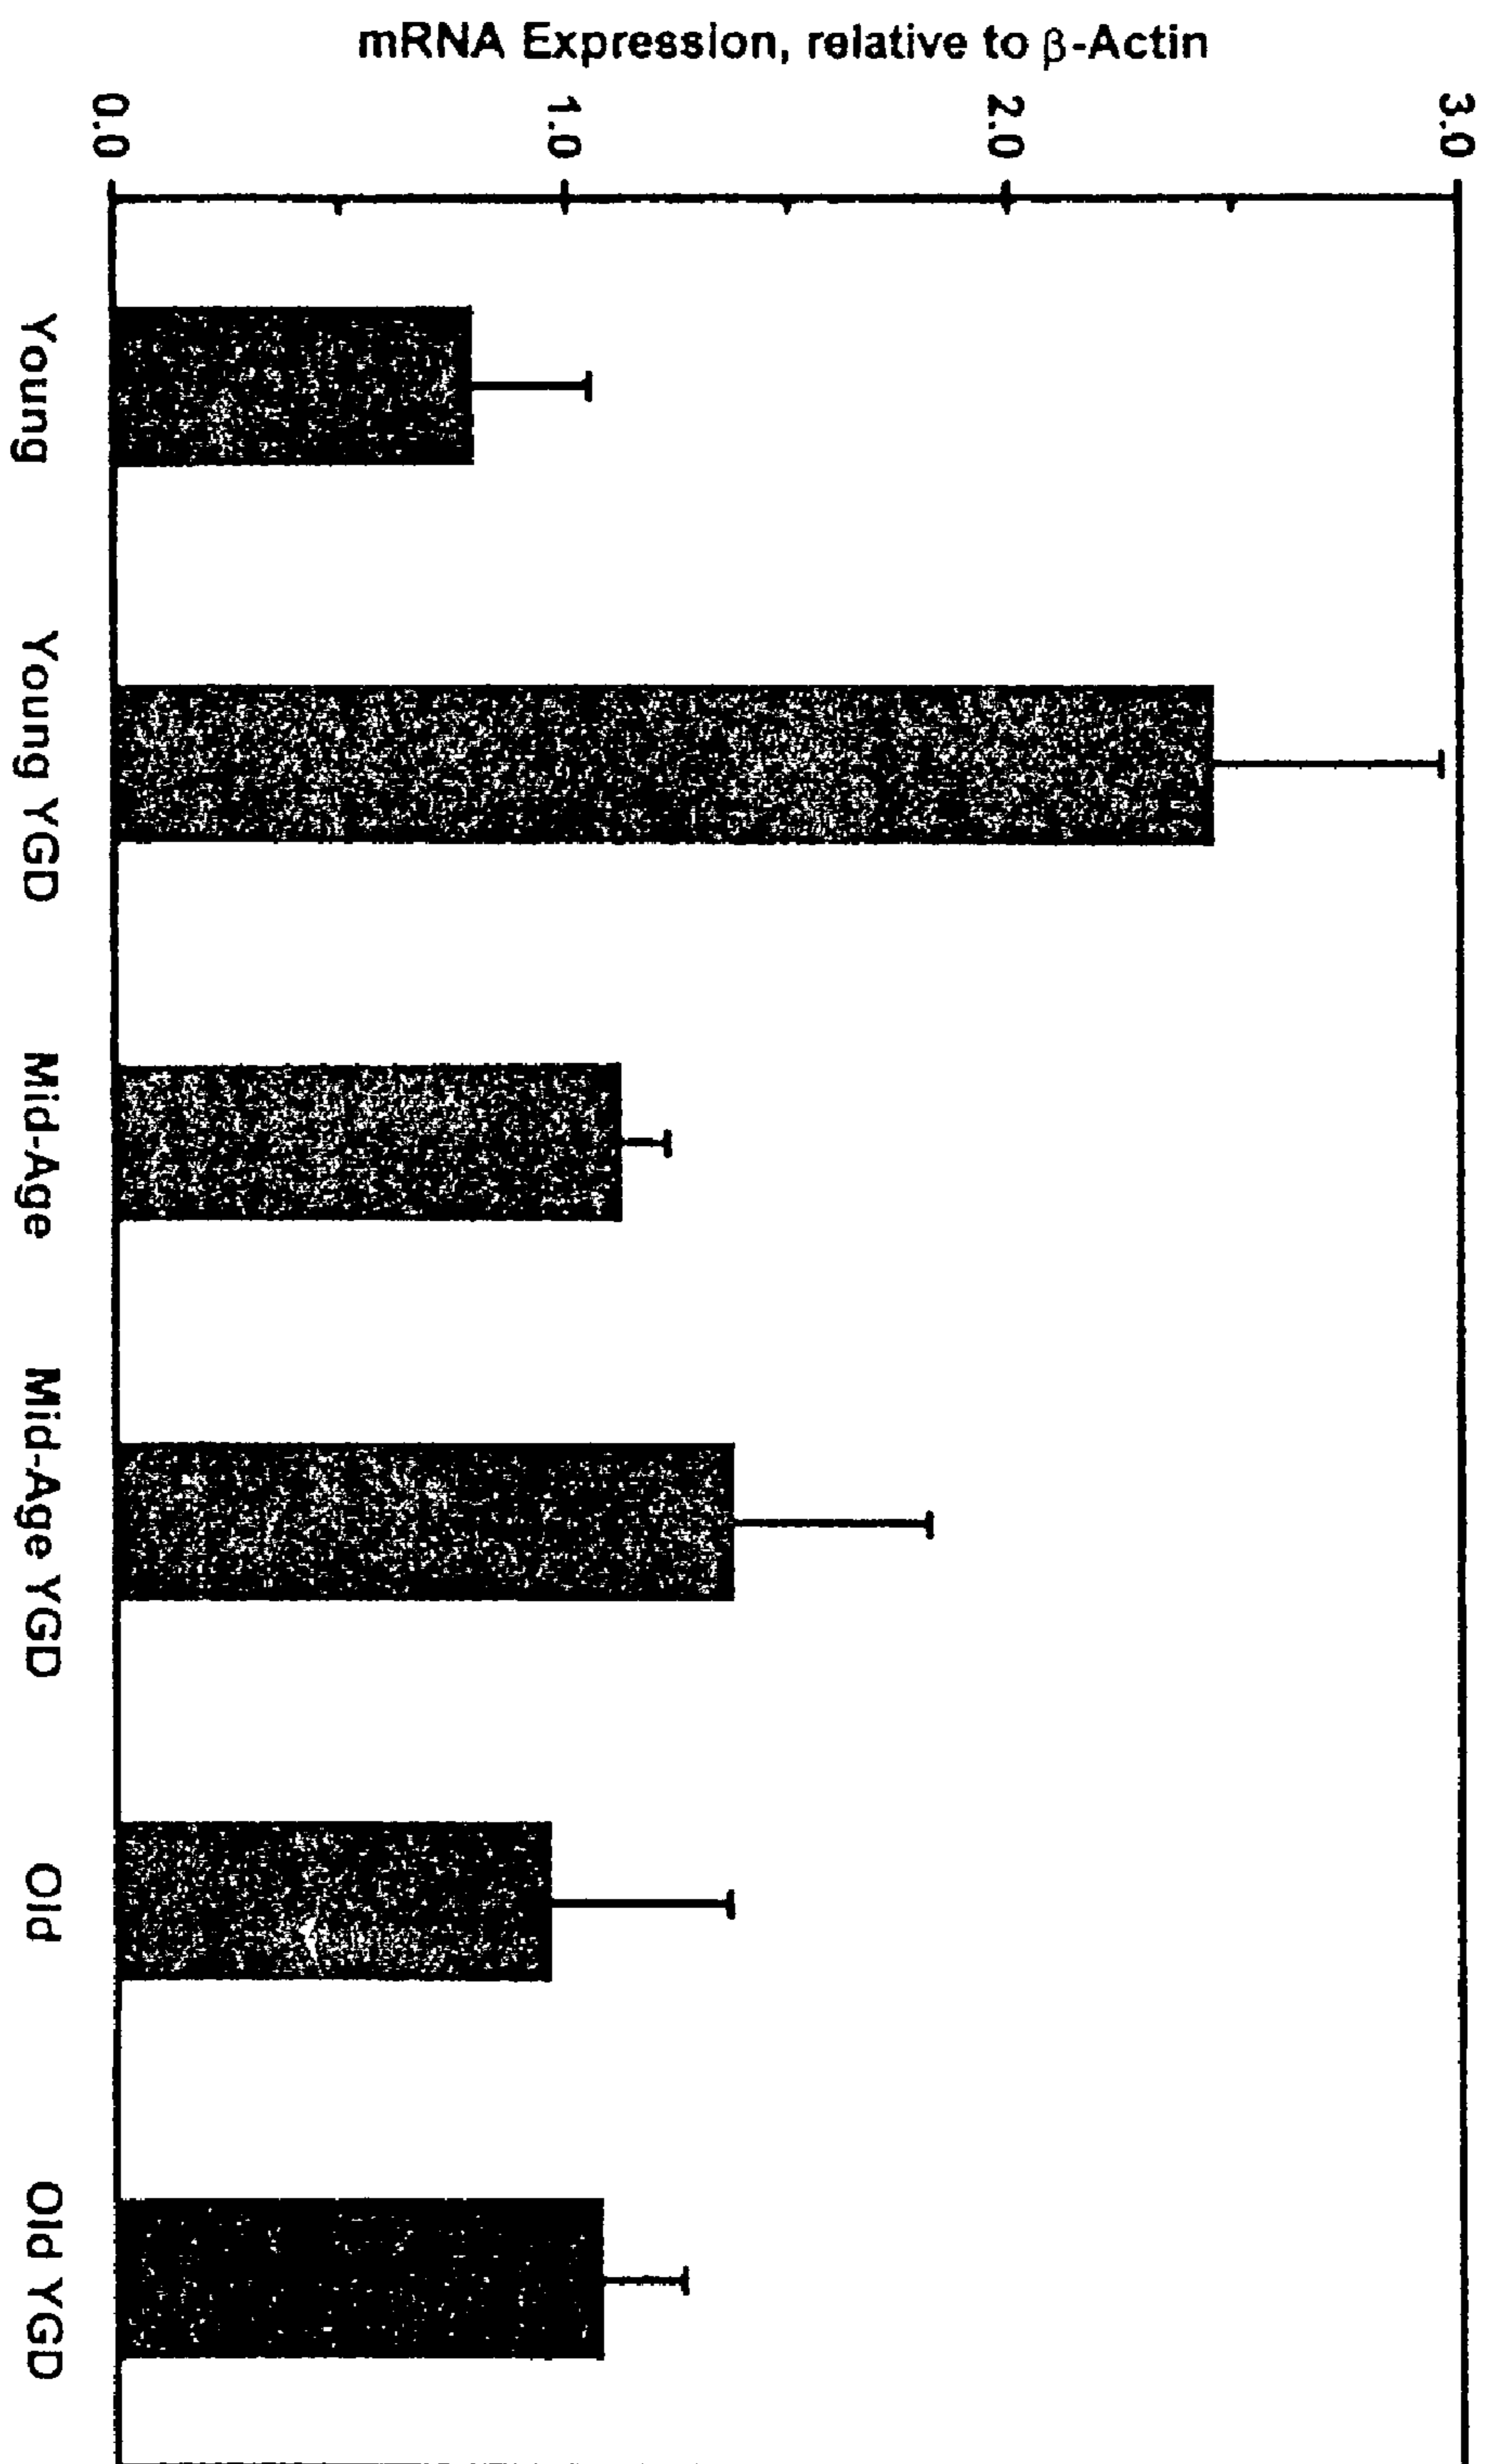 mRNA Expression, relative to β-Actin
3.0
2.0
1.0
0.0
Young
Young YGD
Mid-Age
Mid-Age YGD
Old
Old YGD